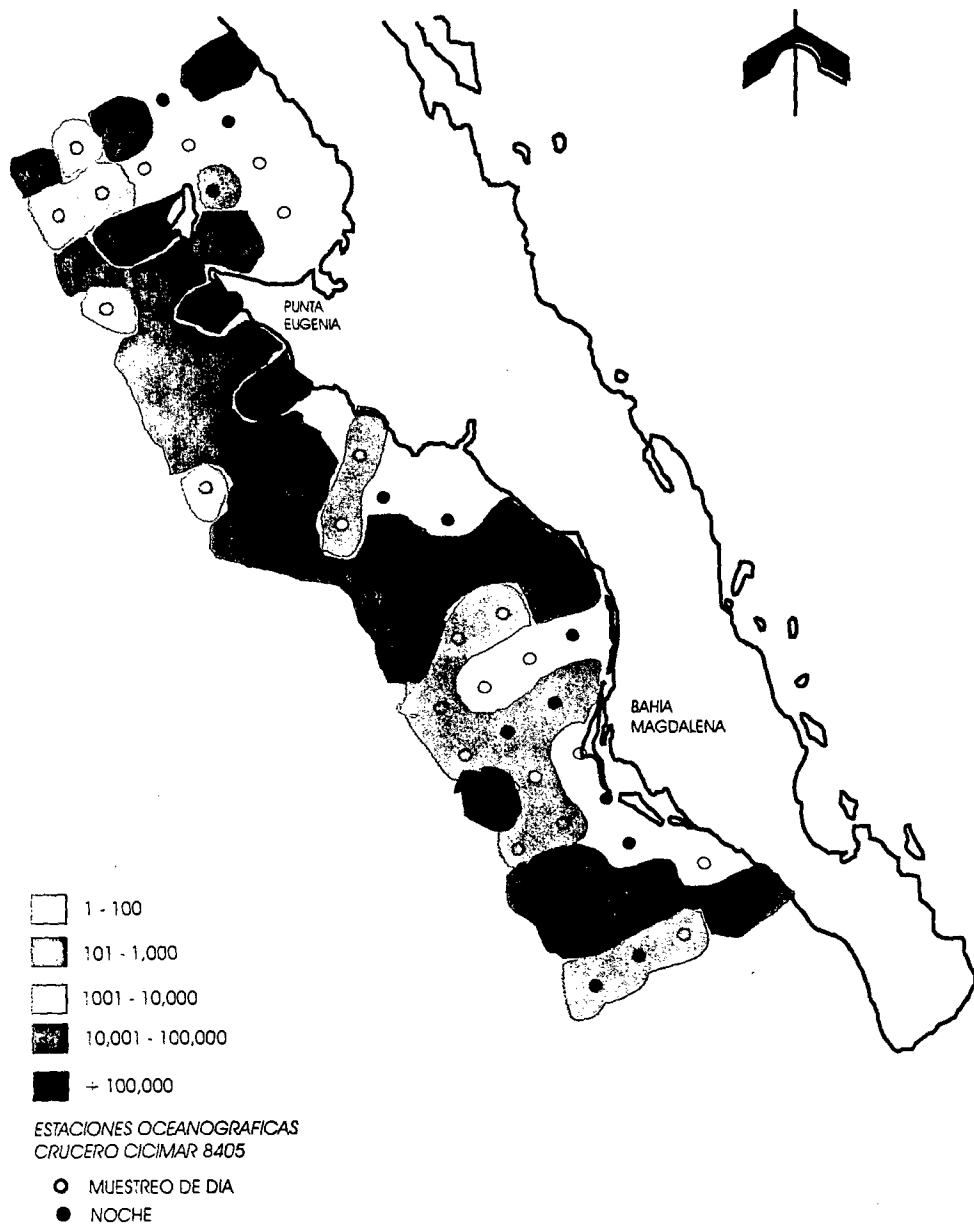 PUNTA
EUGENIA
BAHIA
MAGDALENA
1 - 100
101 - 1,000
1001 - 10,000
10,001 - 100,000
+ 100,000
ESTACIONES OCEANOGRAFICAS
CRUCERO CICIMAR 8405
MUESTREO DE DIA
NOCHE